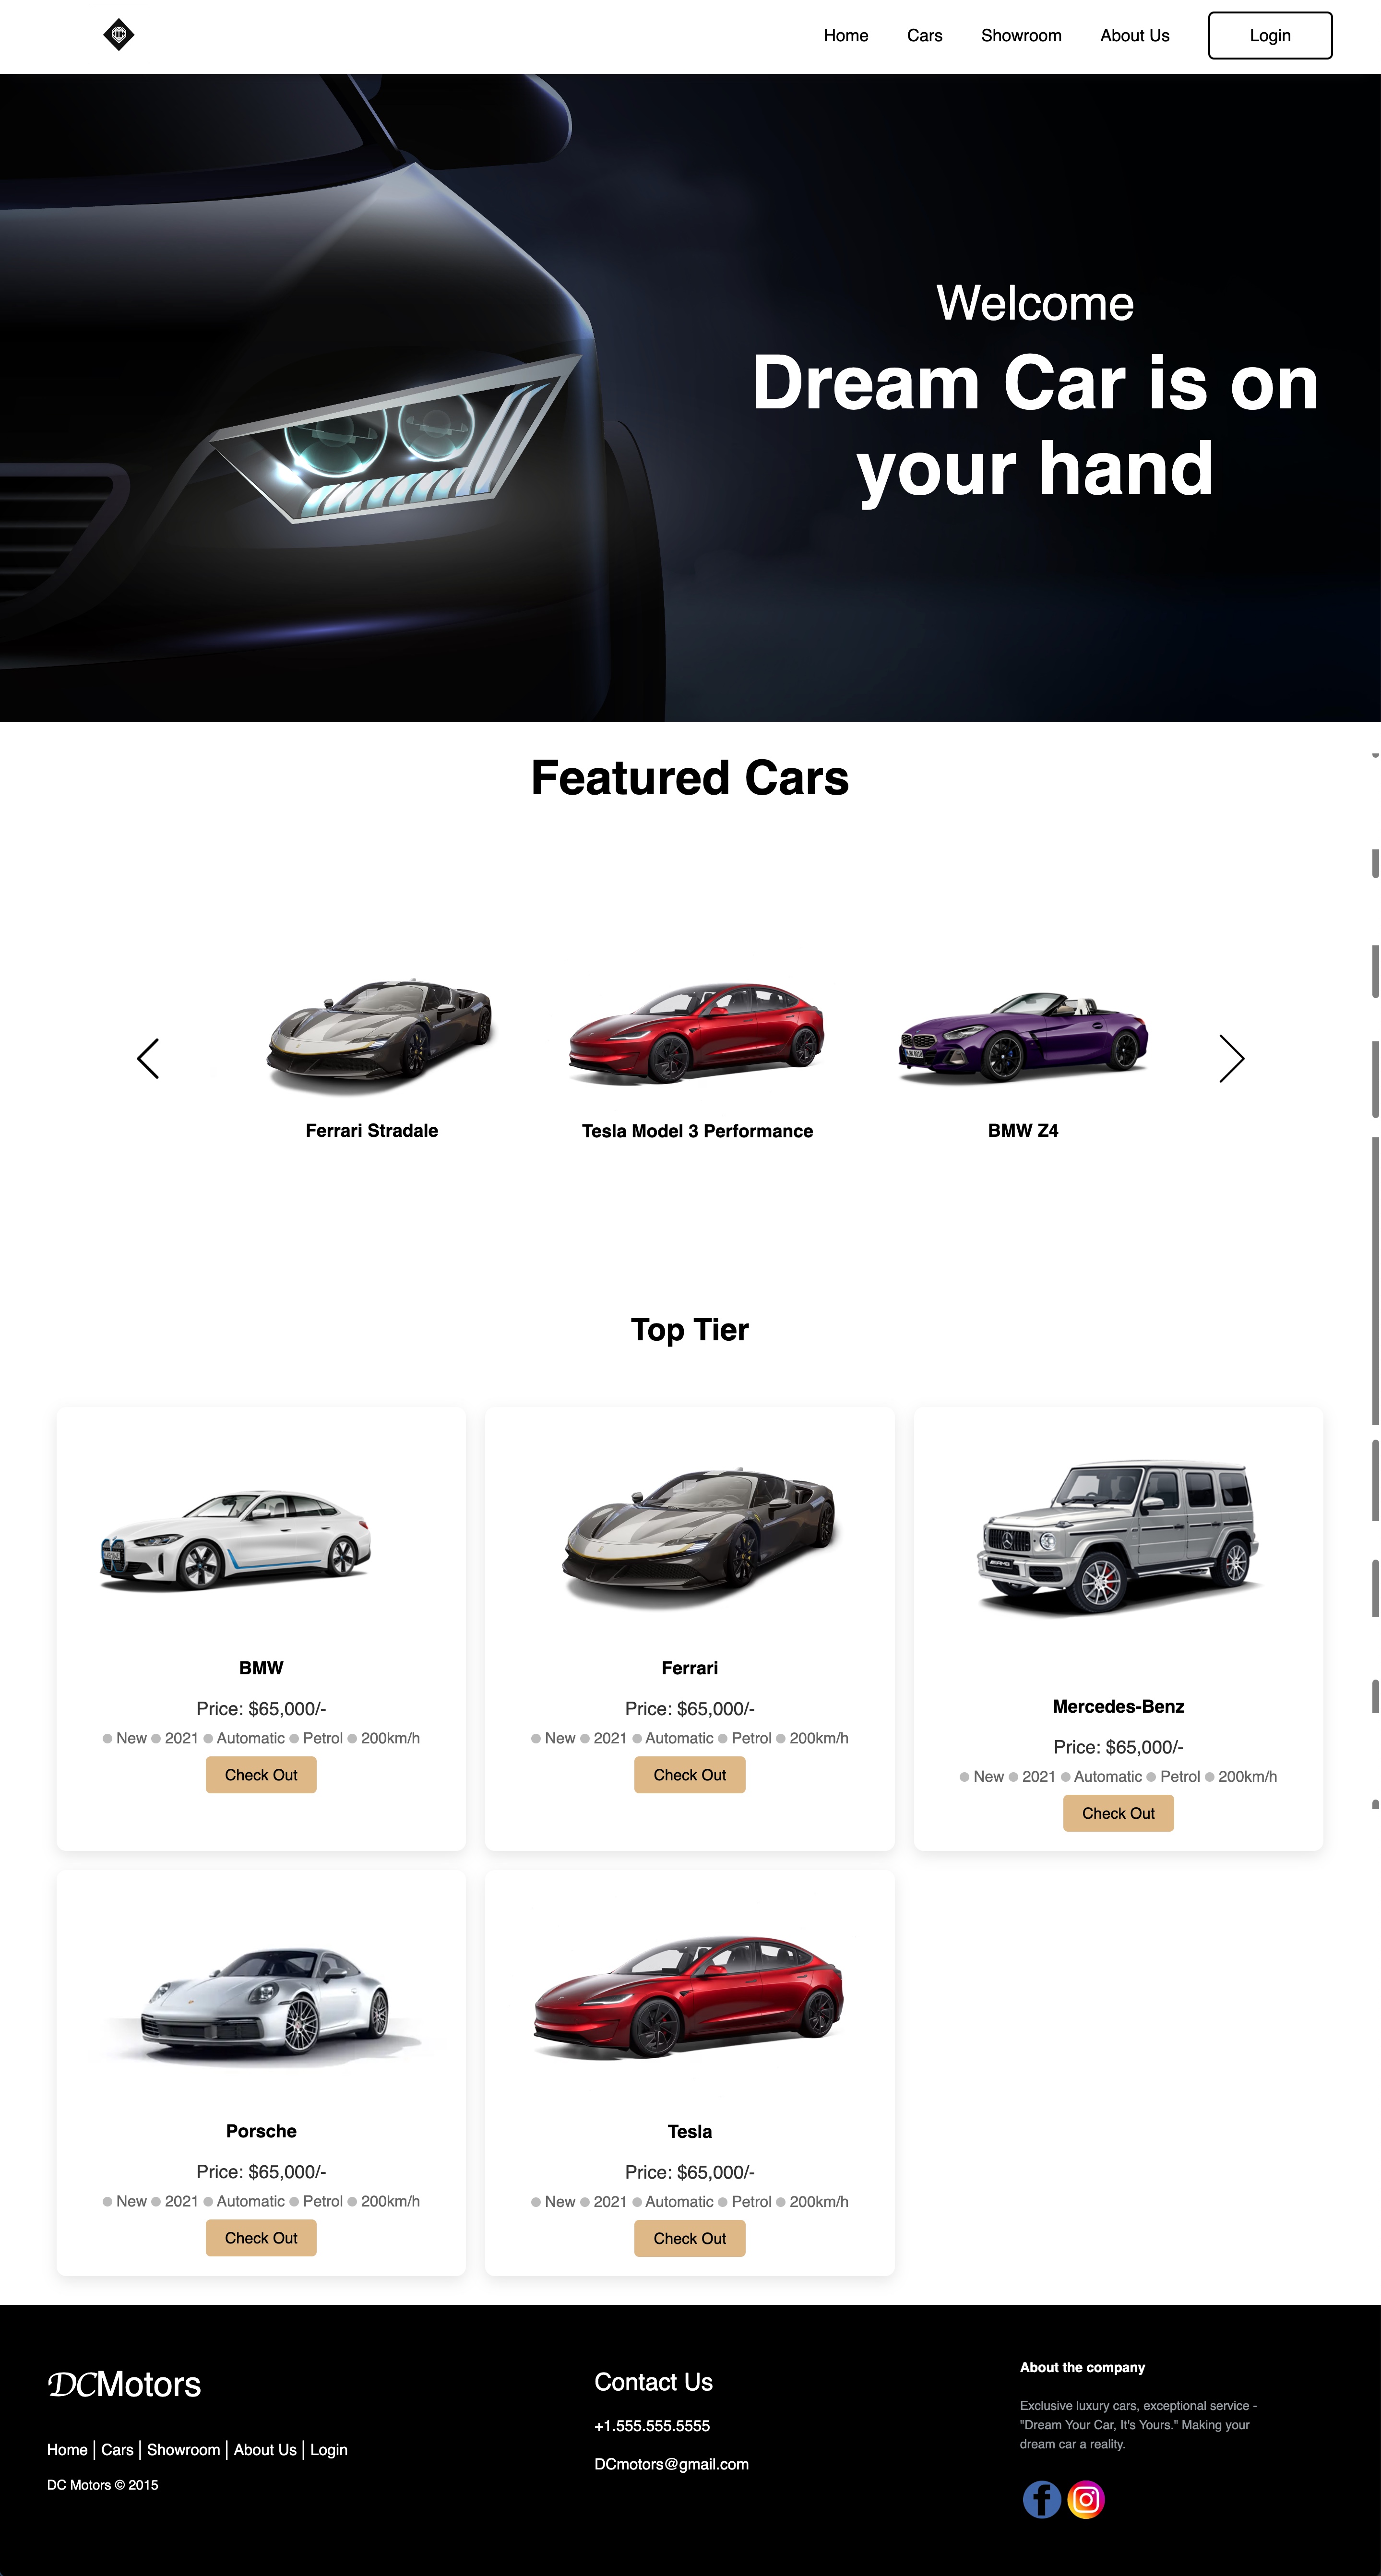 Home Cars Showroom About Us Login
Welcome
Dream Car is on
your hand
Featured Cars
Ferrari Stradale
Tesla Model 3 Performance
BMW Z4
Top Tier
BMW
Price: $65,000/-
New 2021 Automatic Petrol 200km/h
Check Out
Ferrari
Price: $65,000/-
New 2021 Automatic Petrol 200km/h
Check Out
Mercedes-Benz
Price: $65,000/-
New 2021 Automatic Petrol 200km/h
Check Out
Porsche
Price: $65,000/-
New 2021 Automatic Petrol 200km/h
Check Out
Tesla
Price: $65,000/-
New 2021 Automatic Petrol 200km/h
Check Out
DCMotors
Home | Cars | Showroom | About Us | Login
DC Motors © 2015
Contact Us
+1.555.555.5555
DCmotors@gmail.com
About the company
Exclusive luxury cars, exceptional service -
"Dream Your Car, It's Yours." Making your
dream car a reality.